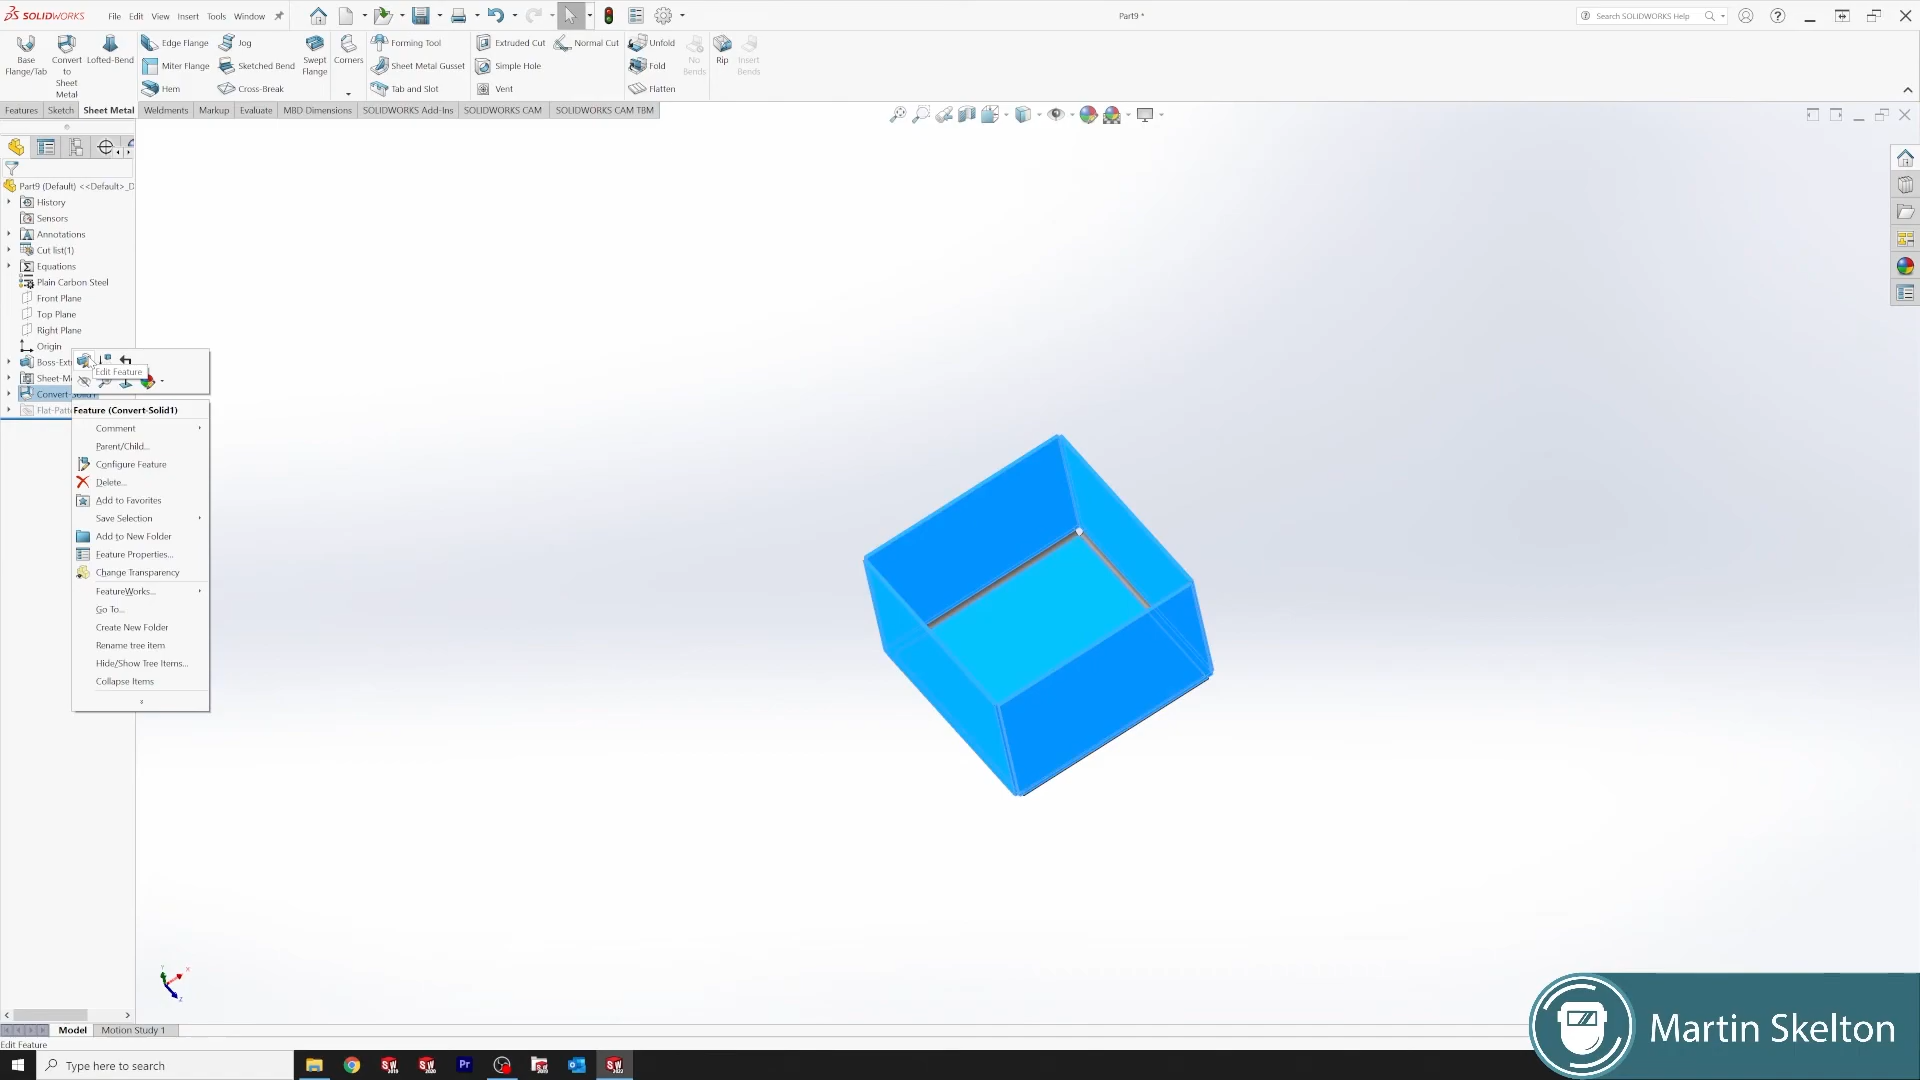 SOLIDWORKS File Edit View Insert Tools Window Part9 * Search SOLIDWORKS Help
Base Flange/Tab
Convert to Sheet Metal
Lofted-Bend
Edge Flange
Miter Flange
Hem
Jog
Sketched Bend
Cross-Break
Swept Flange
Corners
Forming Tool
Sheet Metal Gusset
Tab and Slot
Extruded Cut
Simple Hole
Vent
Normal Cut
Unfold
Fold
Flatten
No Bends
Rip
Insert Bends
Features Sketch Sheet Metal Weldments Markup Evaluate MBD Dimensions SOLIDWORKS Add-Ins SOLIDWORKS CAM SOLIDWORKS CAM TBM
Part9 (Default) <<Default>_D
History
Sensors
Annotations
Cut list(1)
Equations
Plain Carbon Steel
Front Plane
Top Plane
Right Plane
Origin
Boss-Ext
Edit Feature
Sheet-M
Convert-Solid1
Flat-Patt
Feature (Convert-Solid1)
Comment
Parent/Child...
Configure Feature
Delete...
Add to Favorites
Save Selection
Add to New Folder
Feature Properties...
Change Transparency
FeatureWorks...
Go To...
Create New Folder
Rename tree item
Hide/Show Tree Items...
Collapse Items
Model Motion Study 1
Edit Feature
Type here to search
Martin Skelton